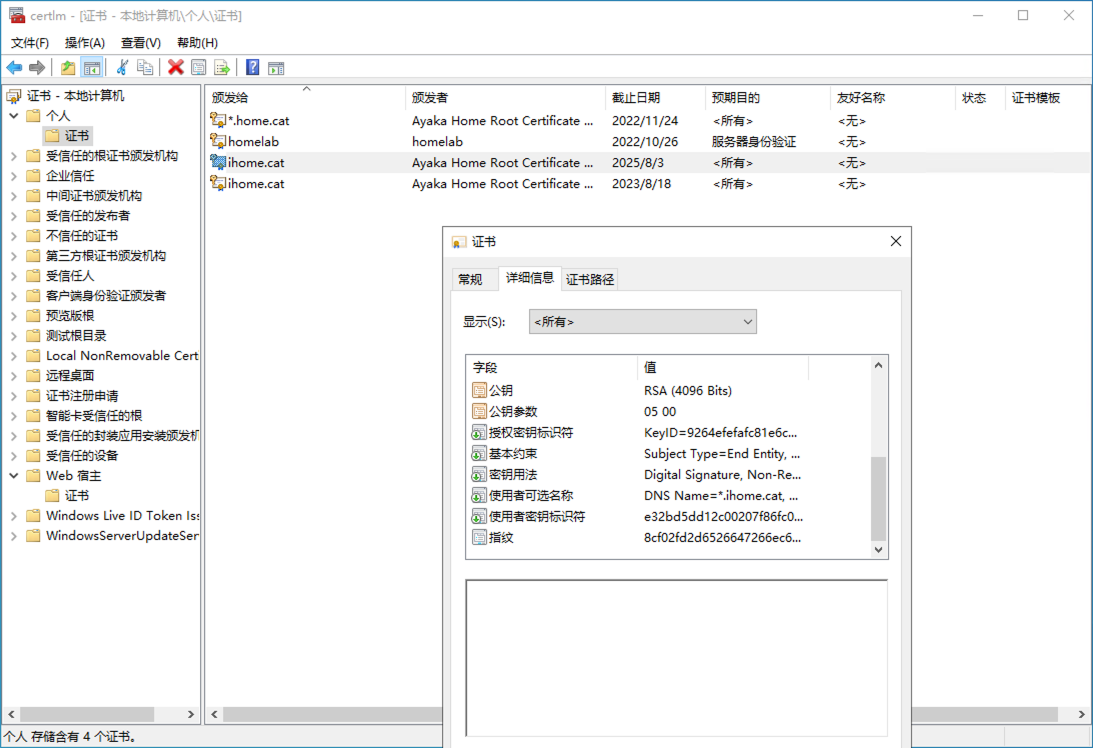 certlm - [证书 - 本地计算机\个人\证书]
文件(F) 操作(A) 查看(V) 帮助(H)
证书 - 本地计算机
个人
证书
受信任的根证书颁发机构
企业信任
中间证书颁发机构
受信任的发布者
不信任的证书
第三方根证书颁发机构
受信任人
客户端身份验证颁发者
预览版根
测试根目录
Local NonRemovable Cert
远程桌面
证书注册申请
智能卡受信任的根
受信任的封装应用安装颁发机
受信任的设备
Web 宿主
证书
Windows Live ID Token Iss
WindowsServerUpdateSer
颁发给 颁发者 截止日期 预期目的 友好名称 状态 证书模板
*.home.cat Ayaka Home Root Certificate ... 2022/11/24 <所有> <无>
homelab homelab 2022/10/26 服务器身份验证 <无>
ihome.cat Ayaka Home Root Certificate ... 2025/8/3 <所有> <无>
ihome.cat Ayaka Home Root Certificate ... 2023/8/18 <所有> <无>
证书
常规 详细信息 证书路径
显示(S): <所有>
字段 值
公钥 RSA (4096 Bits)
公钥参数 05 00
授权密钥标识符 KeyID=9264efefafc81e6c...
基本约束 Subject Type=End Entity, ...
密钥用法 Digital Signature, Non-Re...
使用者可选名称 DNS Name=*.ihome.cat, ...
使用者密钥标识符 e32bd5dd12c00207f86fc0...
指纹 8cf02fd2d6526647266ec6...
个人 存储含有 4 个证书。